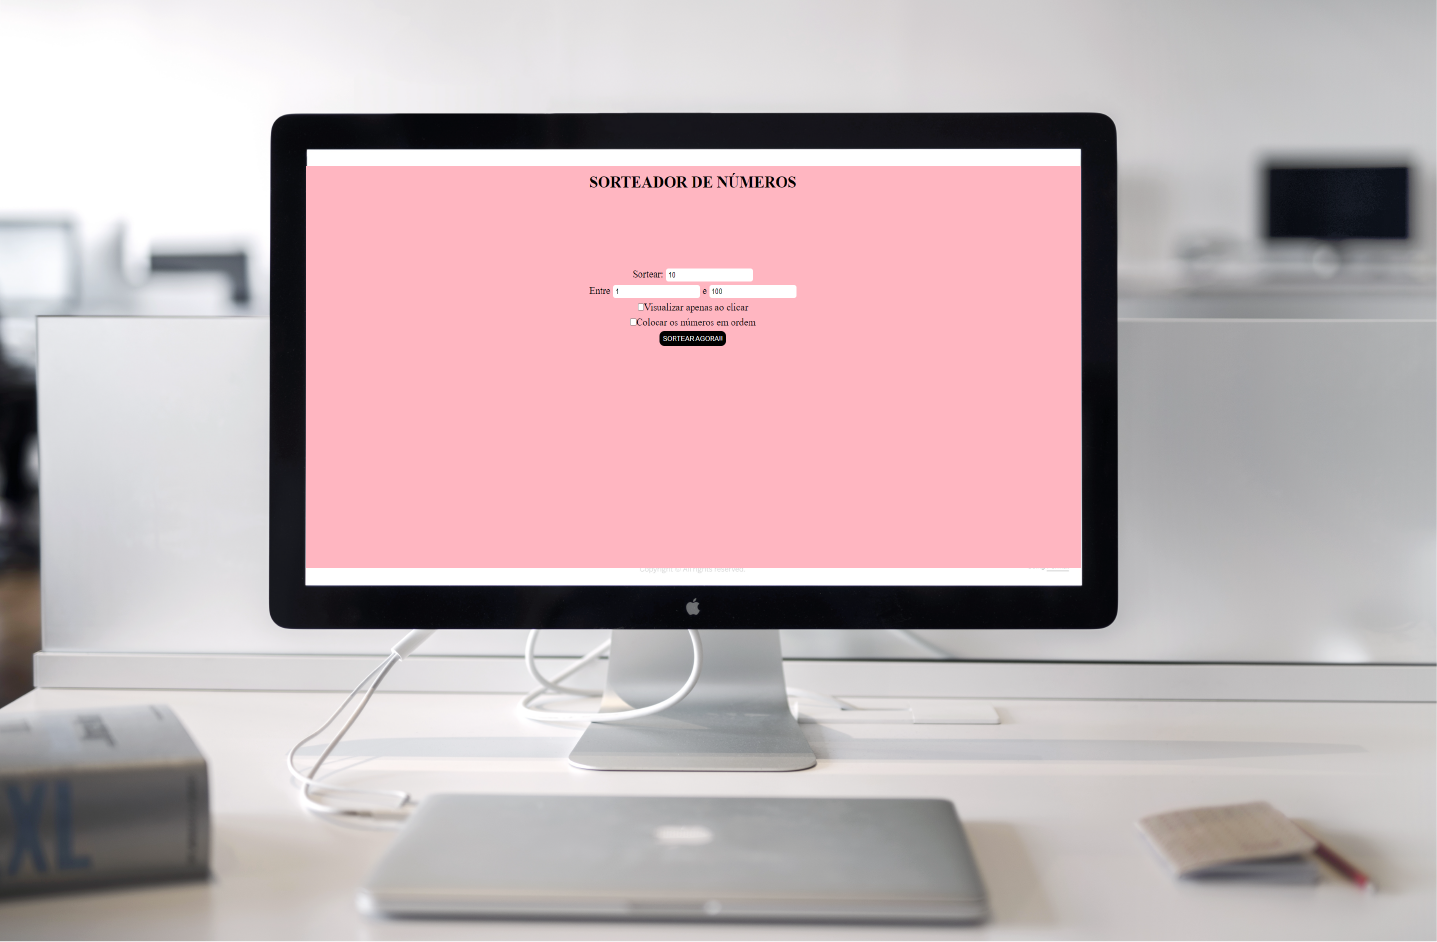 SORTEADOR DE NÚMEROS
Sortear: 10
Entre 1 e 100
Visualizar apenas ao clicar
Colocar os números em ordem
SORTEAR AGORA!!
Copyright © All rights reserved.
XL